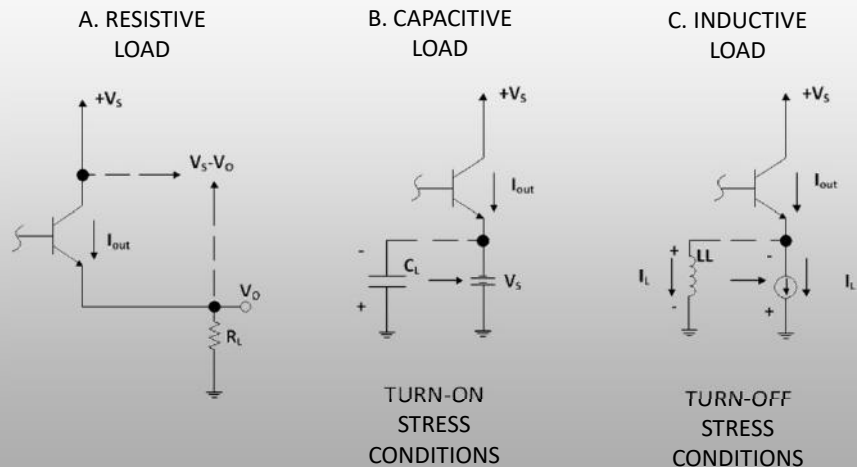 A. RESISTIVE
LOAD
B. CAPACITIVE
LOAD
C. INDUCTIVE
LOAD
+Vs
Vs-Vo
Iout
Vo
RL
+Vs
Iout
-
CL
+
Vs
TURN-ON
STRESS
CONDITIONS
+Vs
Iout
+
LL
-
IL
-
+
IL
TURN-OFF
STRESS
CONDITIONS